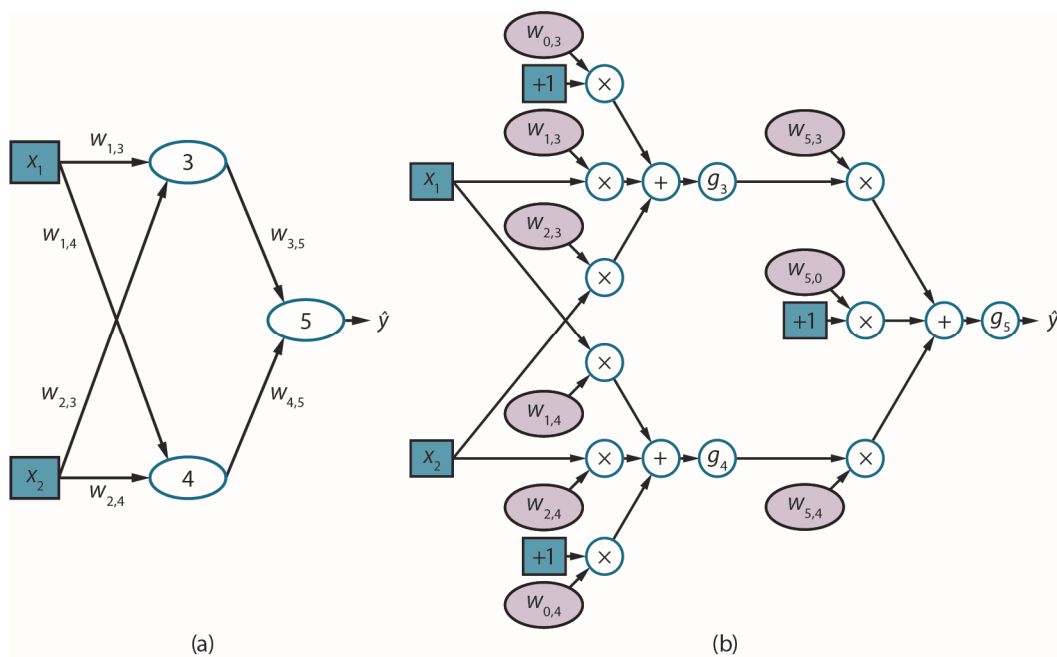 x1
x2
w1,3
w1,4
w2,3
w2,4
3
4
w3,5
w4,5
5
ŷ
(a)
w0,3
+1
×
w1,3
x1
×
+
g3
w2,3
×
w5,3
×
w5,0
+1
×
+
g5
ŷ
×
w1,4
x2
×
+
g4
w2,4
+1
×
w0,4
×
w5,4
(b)